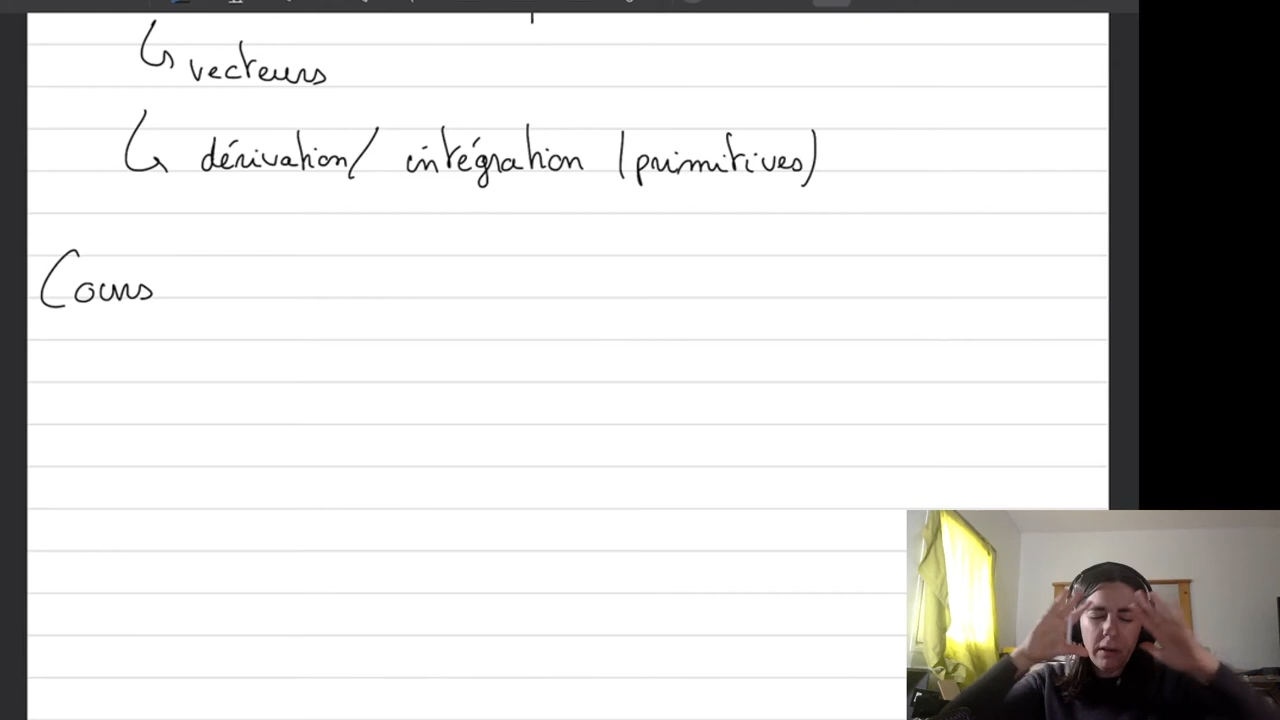 ↳ vecteurs
↳ dérivation/ intégration (primitives)
Cours